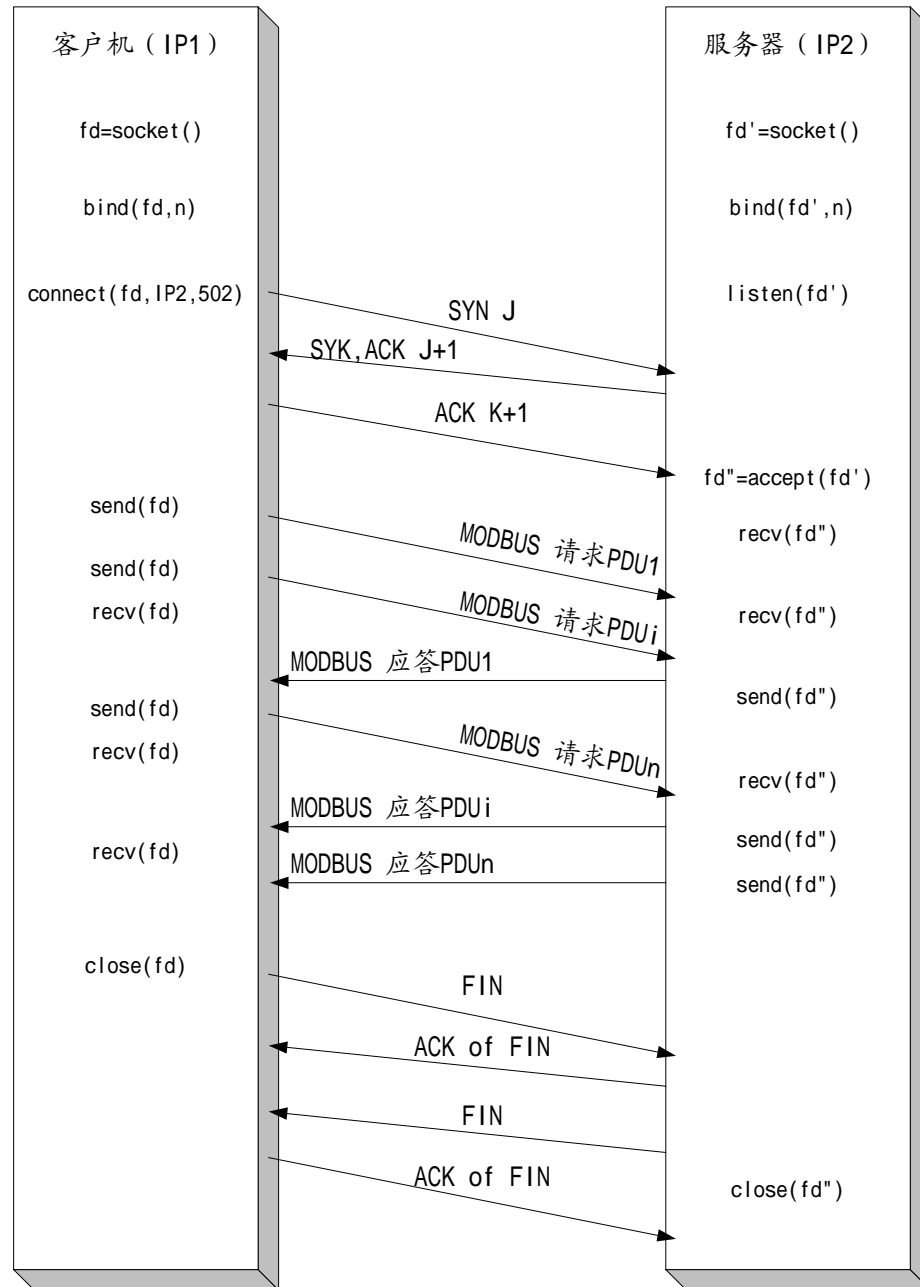 客户机（IP1）
服务器（IP2）
fd=socket()
fd'=socket()
bind(fd,n)
bind(fd',n)
connect(fd,IP2,502)
listen(fd')
SYN J
SYK,ACK J+1
ACK K+1
fd"=accept(fd')
send(fd)
recv(fd")
MODBUS 请求PDU1
send(fd)
recv(fd)
MODBUS 请求PDUi
recv(fd")
MODBUS 应答PDU1
send(fd")
send(fd)
recv(fd)
MODBUS 请求PDUn
recv(fd")
MODBUS 应答PDUi
send(fd")
recv(fd)
MODBUS 应答PDUn
send(fd")
close(fd)
FIN
ACK of FIN
FIN
ACK of FIN
close(fd")